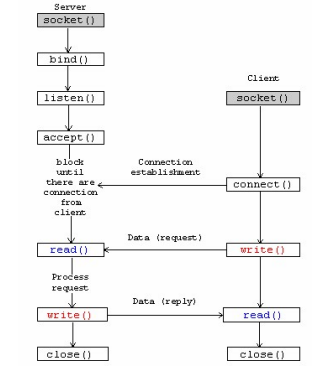 Server
socket()
bind()
listen()
Client
socket()
accept()
block
until
there are
connection
from
client
Connection
establishment
connect()
Data (request)
read()
write()
Process
request
Data (reply)
write()
read()
close()
close()